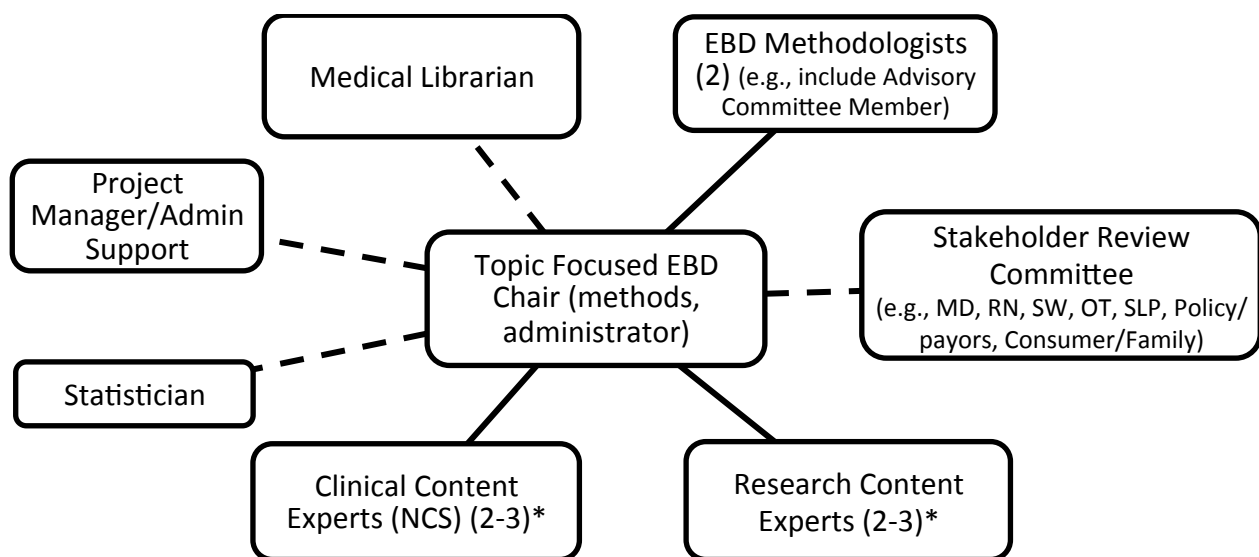 Medical Librarian
EBD Methodologists
(2) (e.g., include Advisory
Committee Member)
Project
Manager/Admin
Support
Topic Focused EBD
Chair (methods,
administrator)
Stakeholder Review
Committee
(e.g., MD, RN, SW, OT, SLP, Policy/
payors, Consumer/Family)
Statistician
Clinical Content
Experts (NCS) (2-3)*
Research Content
Experts (2-3)*